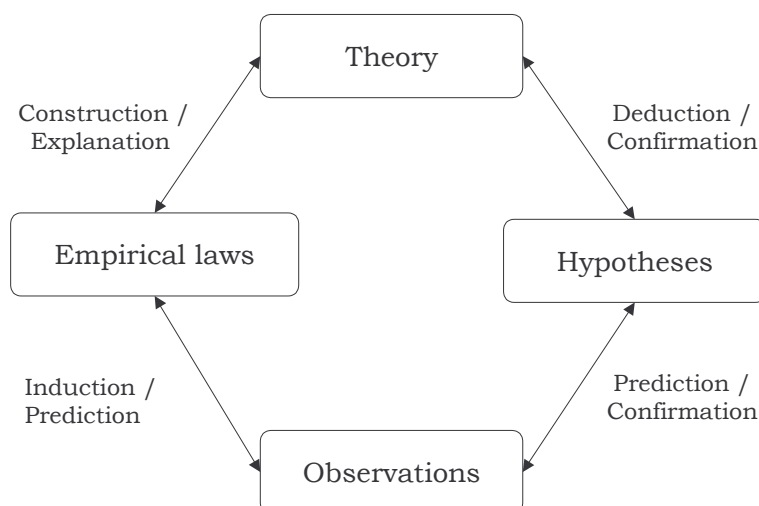 Theory
Construction /
Explanation
Deduction /
Confirmation
Empirical laws
Hypotheses
Induction /
Prediction
Prediction /
Confirmation
Observations